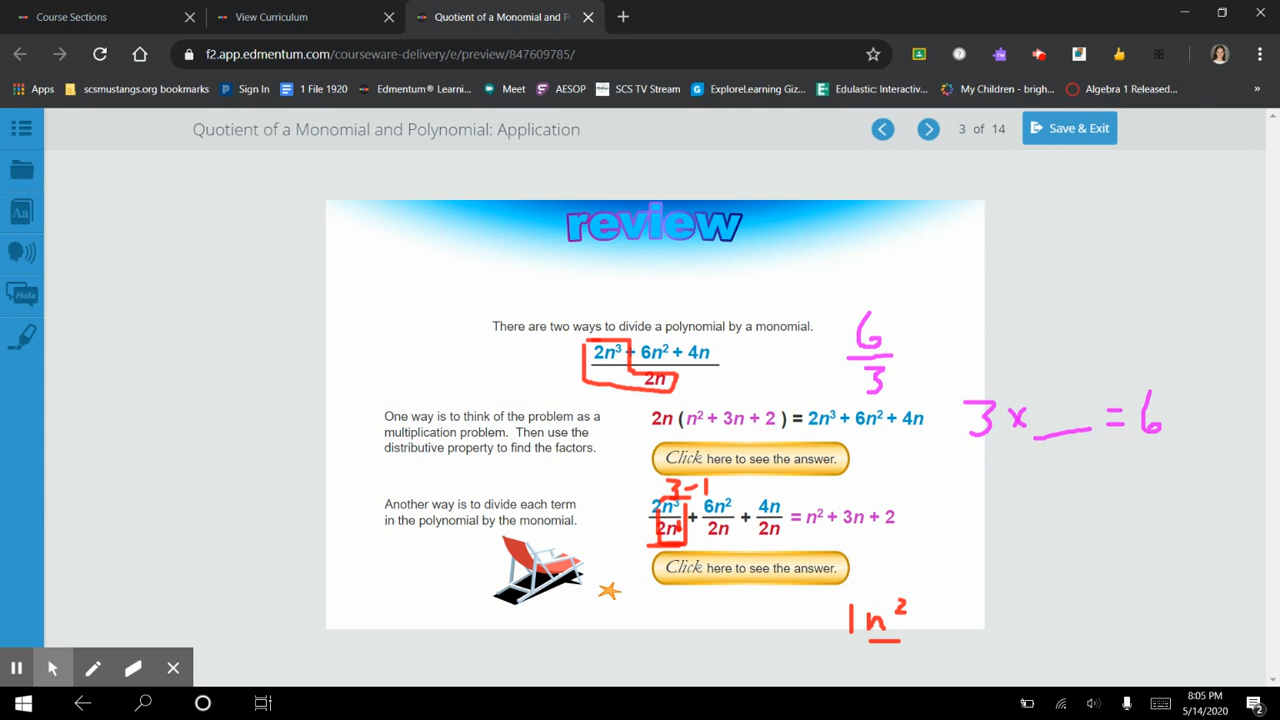 Course Sections
View Curriculum
Quotient of a Monomial and P
f2.app.edmentum.com/courseware-delivery/e/preview/847609785/
Apps
scsmustangs.org bookmarks
Sign In
1 File 1920
Edmentum® Learni...
Meet
AESOP
SCS TV Stream
ExploreLearning Giz...
Edulastic: Interactiv...
My Children - brigh...
Algebra 1 Released...
»
Quotient of a Monomial and Polynomial: Application
3 of 14
Save & Exit
Aa
Hola
review
There are two ways to divide a polynomial by a monomial.
2n³ + 6n² + 4n
2n
6
3
One way is to think of the problem as a
multiplication problem. Then use the
distributive property to find the factors.
2n ( n² + 3n + 2 ) = 2n³ + 6n² + 4n
3 x __ = 6
Click here to see the answer.
3-1
Another way is to divide each term
in the polynomial by the monomial.
2n³/2n + 6n²/2n + 4n/2n = n² + 3n + 2
Click here to see the answer.
1n²
8:05 PM
5/14/2020
2